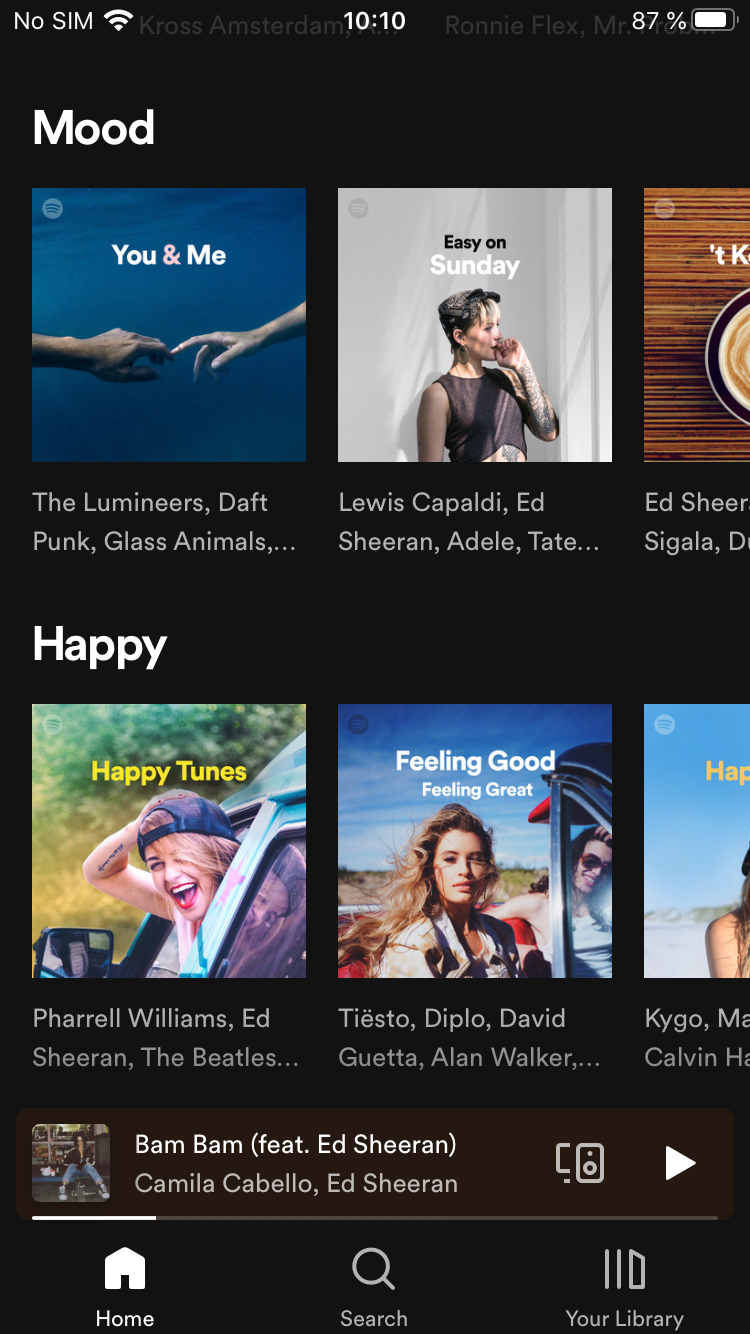 No SIM 10:10 87 %
Kross Amsterdam, A... Ronnie Flex, Mr. Prob...
Mood
You & Me
Easy on
Sunday
't K
The Lumineers, Daft
Punk, Glass Animals,...
Lewis Capaldi, Ed
Sheeran, Adele, Tate...
Ed Sheer
Sigala, Du
Happy
Happy Tunes
Feeling Good
Feeling Great
Hap
Pharrell Williams, Ed
Sheeran, The Beatles...
Tiësto, Diplo, David
Guetta, Alan Walker,...
Kygo, Ma
Calvin Ha
Bam Bam (feat. Ed Sheeran)
Camila Cabello, Ed Sheeran
Home
Search
Your Library